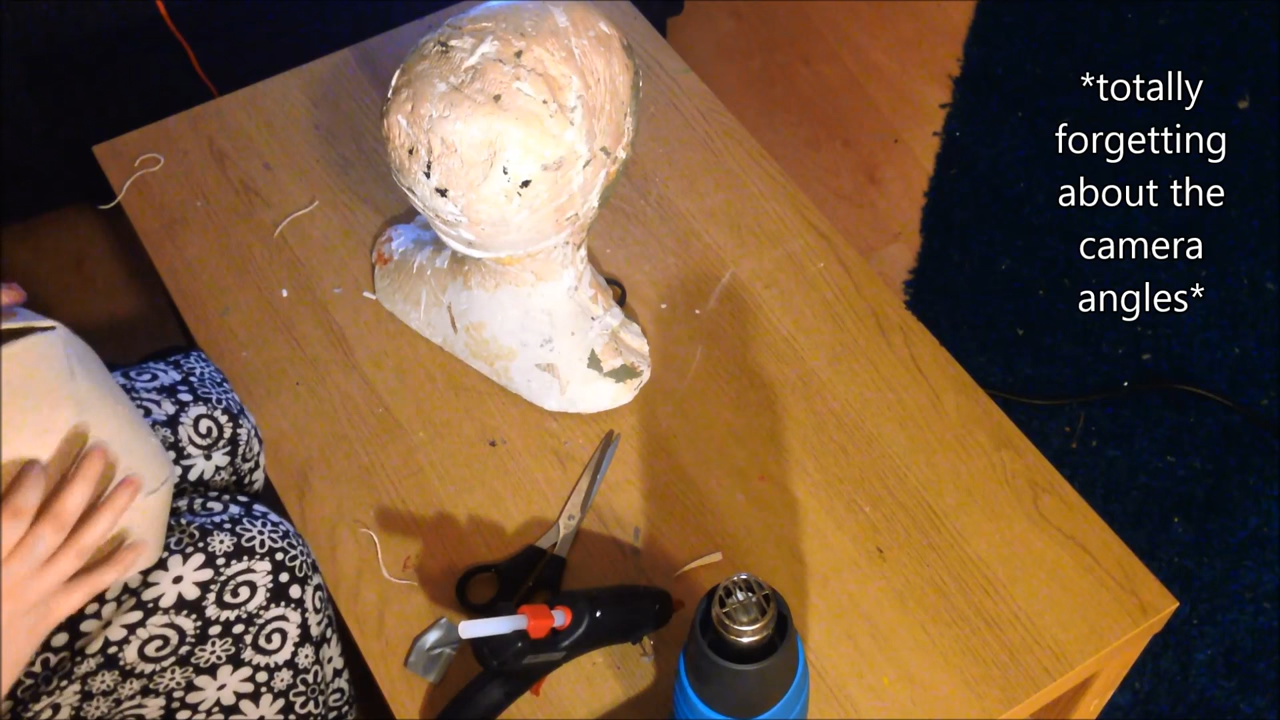 *totally
forgetting
about the
camera
angles*